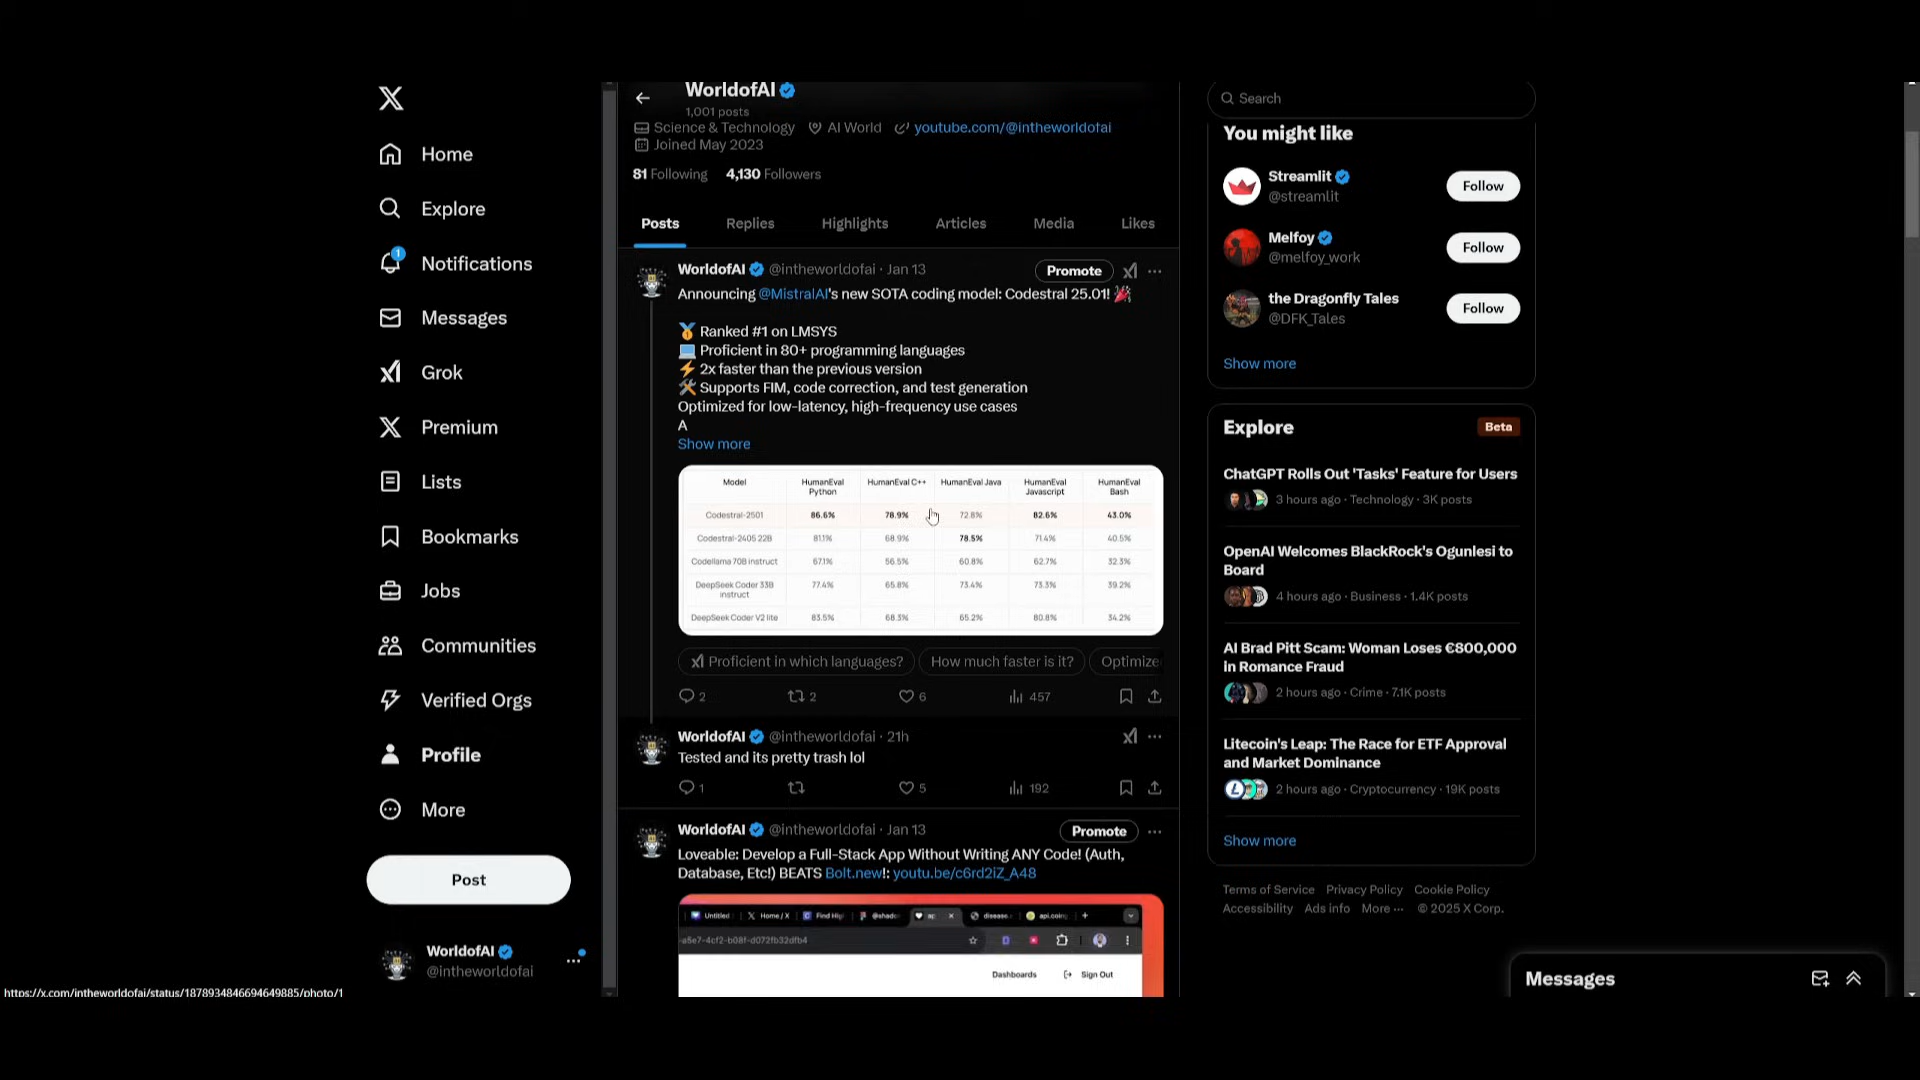 Home
Explore
1
Notifications
Messages
Grok
Premium
Lists
Bookmarks
Jobs
Communities
Verified Orgs
Profile
More
Post
WorldofAI
@intheworldofai
https://x.com/intheworldofai/status/1878934846694649885/photo/1
WorldofAI
1,001 posts
Science & Technology AI World youtube.com/@intheworldofai
Joined May 2023
81 Following 4,130 Followers
Posts Replies Highlights Articles Media Likes
WorldofAI @intheworldofai · Jan 13 Promote
Announcing @MistralAI's new SOTA coding model: Codestral 25.01! 🎉
🥇 Ranked #1 on LMSYS
💻 Proficient in 80+ programming languages
⚡ 2x faster than the previous version
🛠️ Supports FIM, code correction, and test generation
Optimized for low-latency, high-frequency use cases
A
Show more
Model HumanEval Python HumanEval C++ HumanEval Java HumanEval Javascript HumanEval Bash
Codestral-2501 86.6% 78.9% 72.8% 82.6% 43.0%
Codestral-2405 22B 81.1% 68.9% 78.5% 71.4% 40.5%
Codellama 70B instruct 67.1% 56.5% 60.8% 62.7% 32.3%
DeepSeek Coder 33B instruct 77.4% 65.8% 73.4% 73.3% 39.2%
DeepSeek Coder V2 lite 83.5% 68.3% 65.2% 80.8% 34.2%
Proficient in which languages? How much faster is it? Optimize
2 2 6 457
WorldofAI @intheworldofai · 21h
Tested and its pretty trash lol
1 5 192
WorldofAI @intheworldofai · Jan 13 Promote
Loveable: Develop a Full-Stack App Without Writing ANY Code! (Auth,
Database, Etc!) BEATS Bolt.new!: youtu.be/c6rd2iZ_A48
Untitled Home / X Find Hig @shadc ap disease. api.coing
a5e7-4cf2-b08f-d072fb32dfb4
Dashboards Sign Out
Search
You might like
Streamlit
@streamlit
Follow
Melfoy
@melfoy_work
Follow
the Dragonfly Tales
@DFK_Tales
Follow
Show more
Explore Beta
ChatGPT Rolls Out 'Tasks' Feature for Users
3 hours ago · Technology · 3K posts
OpenAI Welcomes BlackRock's Ogunlesi to
Board
4 hours ago · Business · 1.4K posts
AI Brad Pitt Scam: Woman Loses €800,000
in Romance Fraud
2 hours ago · Crime · 7.1K posts
Litecoin's Leap: The Race for ETF Approval
and Market Dominance
2 hours ago · Cryptocurrency · 19K posts
Show more
Terms of Service Privacy Policy Cookie Policy
Accessibility Ads info More ··· © 2025 X Corp.
Messages